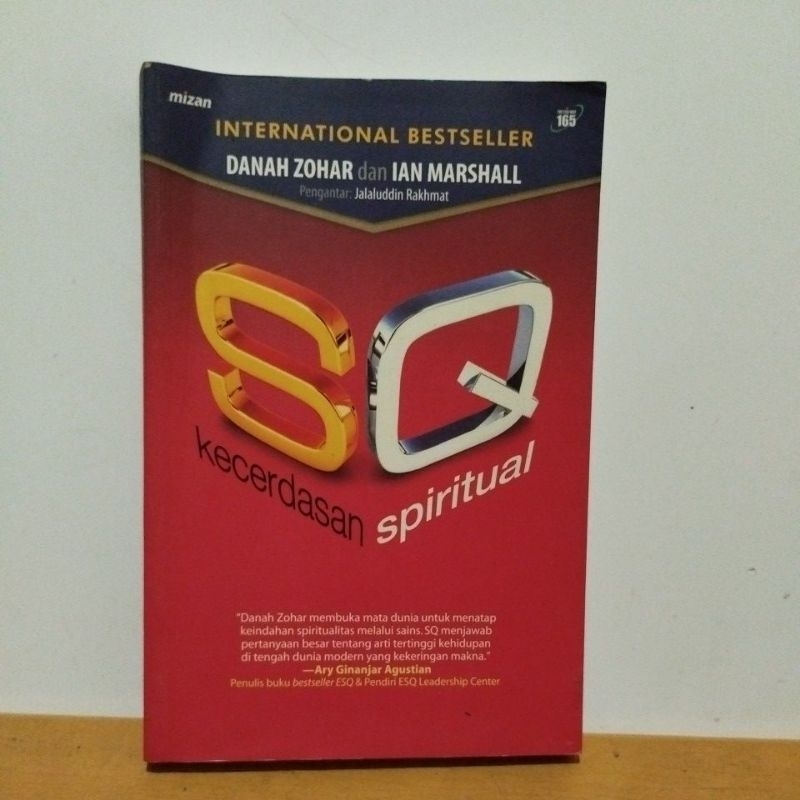 mizan
165
INTERNATIONAL BESTSELLER
DANAH ZOHAR dan IAN MARSHALL
Pengantar: Jalaluddin Rakhmat
SQ
kecerdasan spiritual
"Danah Zohar membuka mata dunia untuk menatap
keindahan spiritualitas melalui sains. SQ menjawab
pertanyaan besar tentang arti tertinggi kehidupan
di tengah dunia modern yang kekeringan makna."
—Ary Ginanjar Agustian
Penulis buku bestseller ESQ & Pendiri ESQ Leadership Center